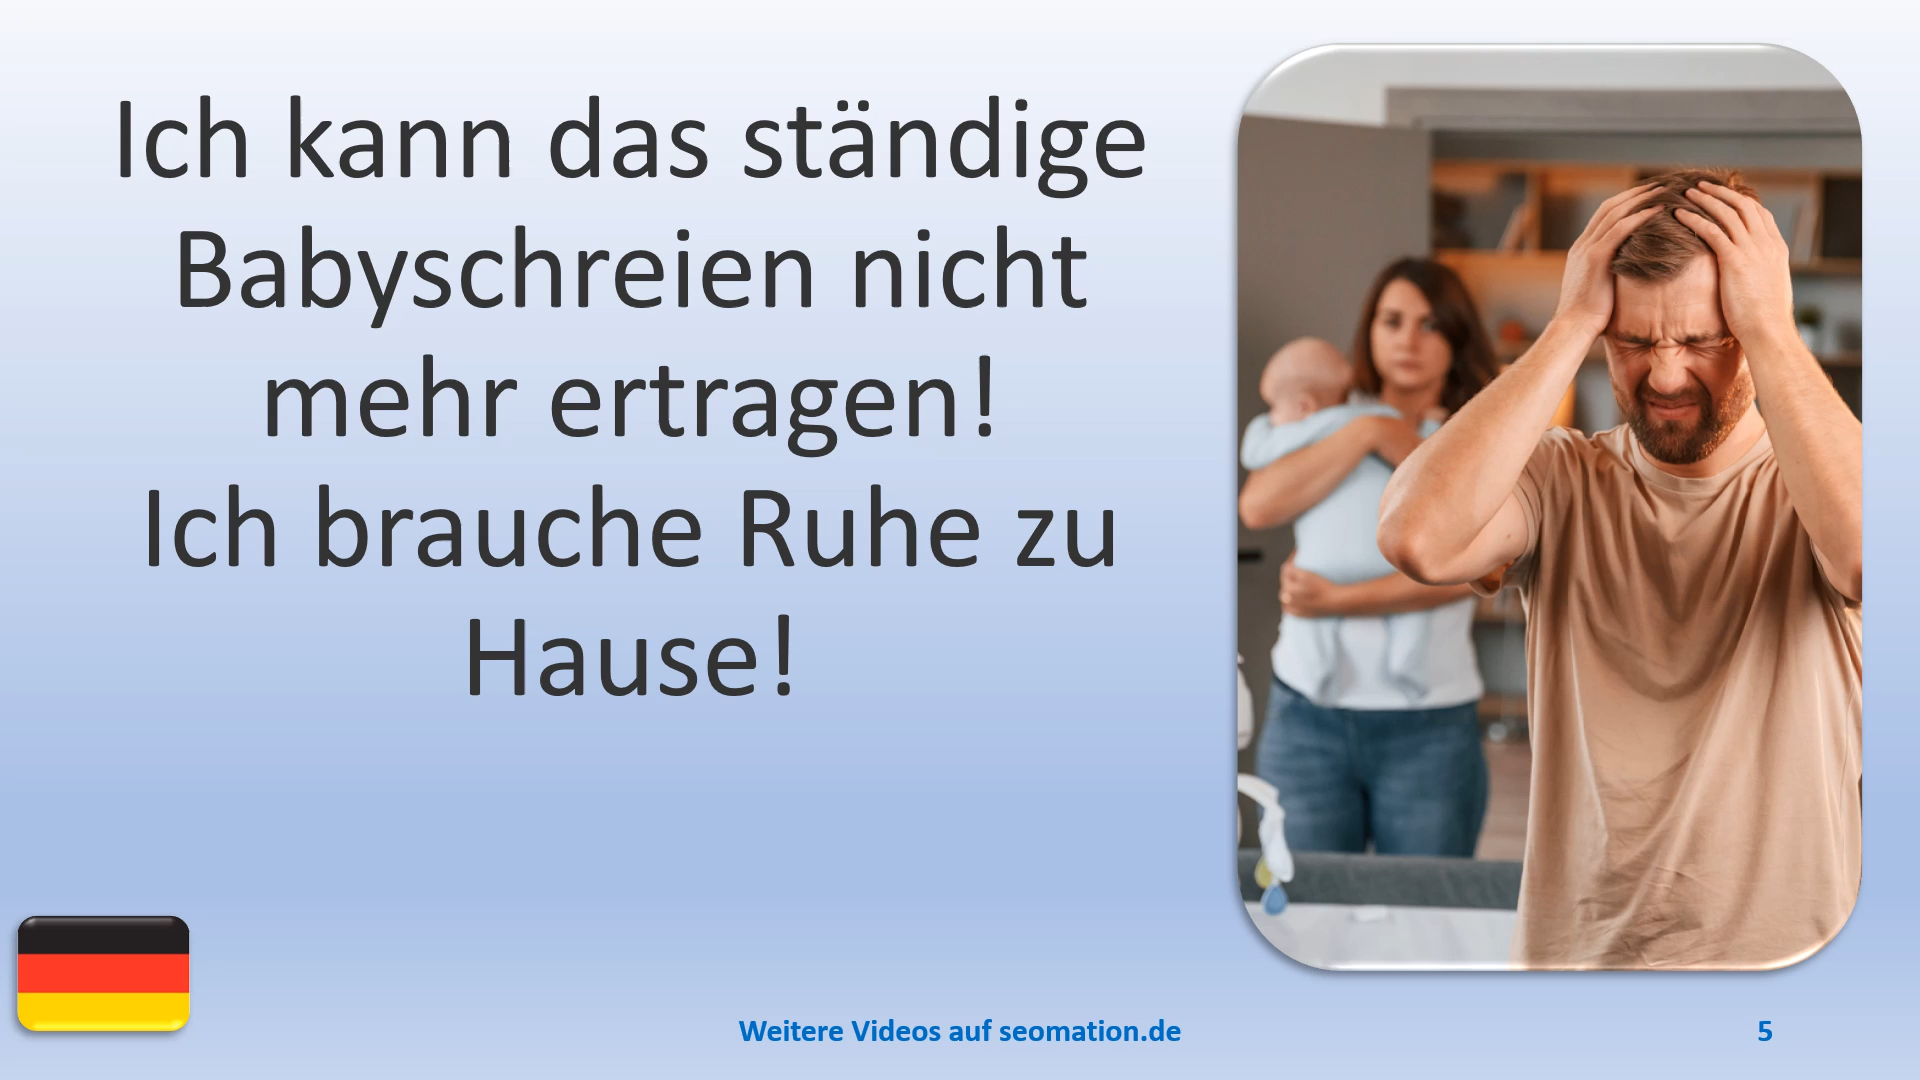 Ich kann das ständige
Babyschreien nicht
mehr ertragen!
Ich brauche Ruhe zu
Hause!
Weitere Videos auf seomation.de
5